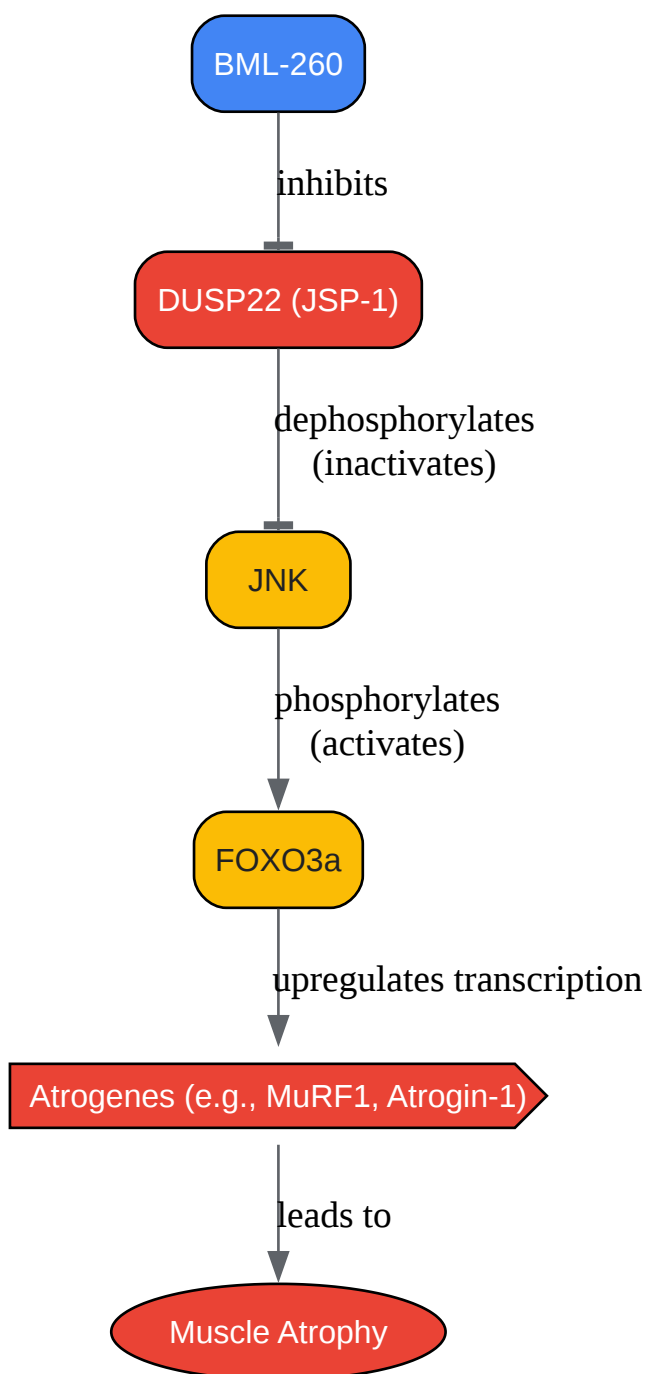 BML-260
inhibits
DUSP22 (JSP-1)
dephosphorylates
(inactivates)
JNK
phosphorylates
(activates)
FOXO3a
upregulates transcription
Atrogenes (e.g., MuRF1, Atrogin-1)
leads to
Muscle Atrophy